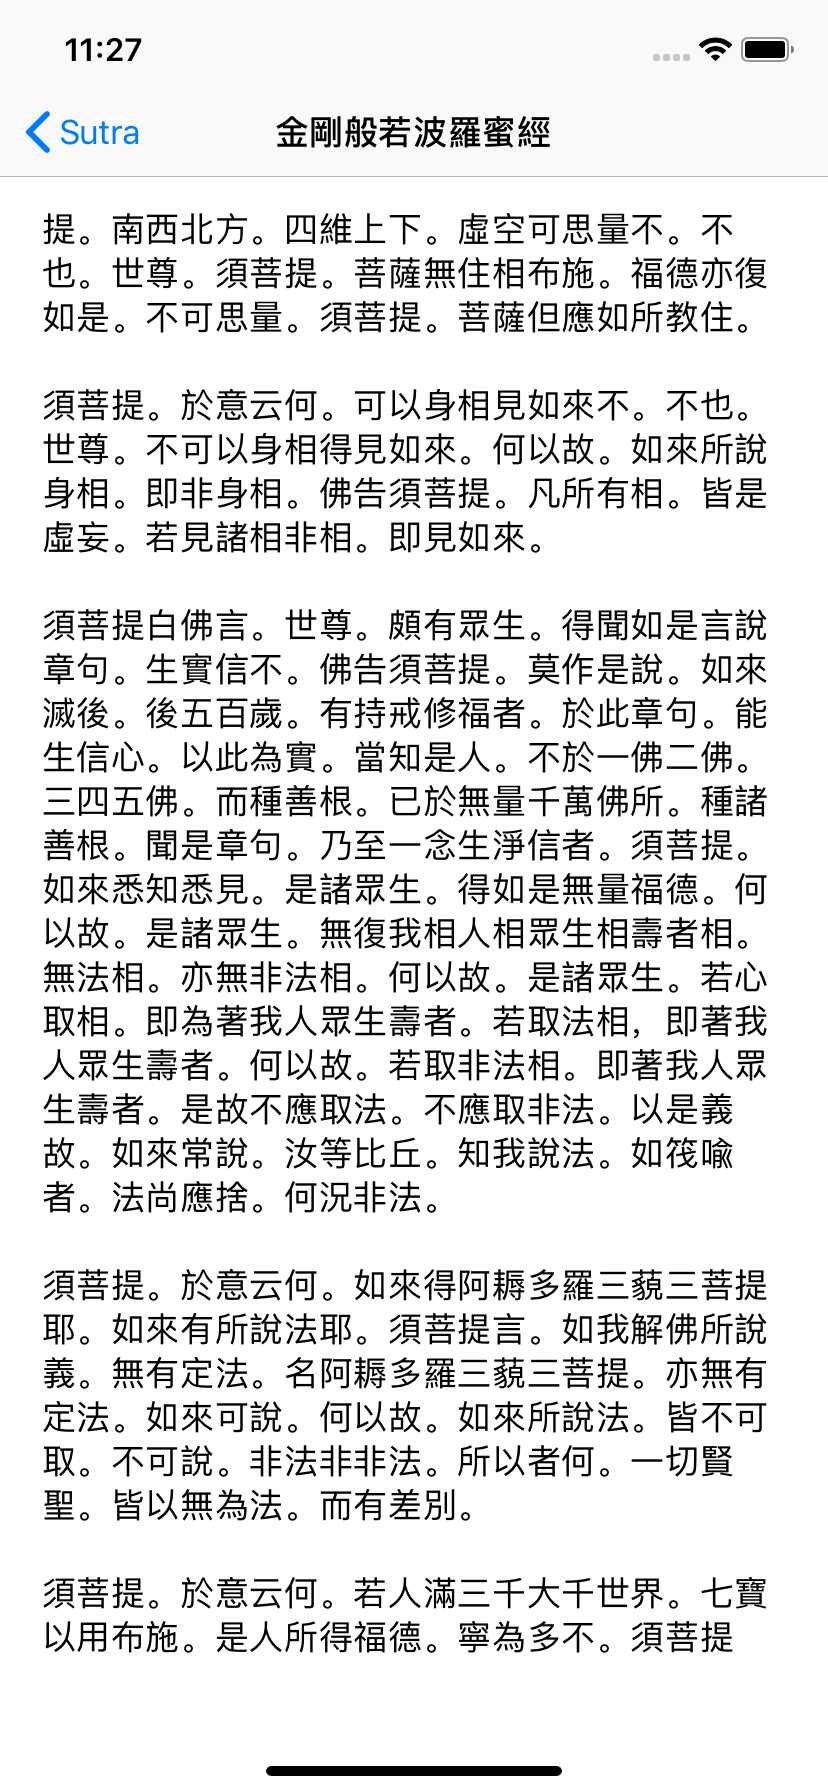 11:27
Sutra
金剛般若波羅蜜經
提。南西北方。四維上下。虛空可思量不。不
也。世尊。須菩提。菩薩無住相布施。福德亦復
如是。不可思量。須菩提。菩薩但應如所教住。
須菩提。於意云何。可以身相見如來不。不也。
世尊。不可以身相得見如來。何以故。如來所說
身相。即非身相。佛告須菩提。凡所有相。皆是
虛妄。若見諸相非相。即見如來。
須菩提白佛言。世尊。頗有眾生。得聞如是言說
章句。生實信不。佛告須菩提。莫作是說。如來
滅後。後五百歲。有持戒修福者。於此章句。能
生信心。以此為實。當知是人。不於一佛二佛。
三四五佛。而種善根。已於無量千萬佛所。種諸
善根。聞是章句。乃至一念生淨信者。須菩提。
如來悉知悉見。是諸眾生。得如是無量福德。何
以故。是諸眾生。無復我相人相眾生相壽者相。
無法相。亦無非法相。何以故。是諸眾生。若心
取相。即為著我人眾生壽者。若取法相，即著我
人眾生壽者。何以故。若取非法相。即著我人眾
生壽者。是故不應取法。不應取非法。以是義
故。如來常說。汝等比丘。知我說法。如筏喻
者。法尚應捨。何況非法。
須菩提。於意云何。如來得阿耨多羅三藐三菩提
耶。如來有所說法耶。須菩提言。如我解佛所說
義。無有定法。名阿耨多羅三藐三菩提。亦無有
定法。如來可說。何以故。如來所說法。皆不可
取。不可說。非法非非法。所以者何。一切賢
聖。皆以無為法。而有差別。
須菩提。於意云何。若人滿三千大千世界。七寶
以用布施。是人所得福德。寧為多不。須菩提